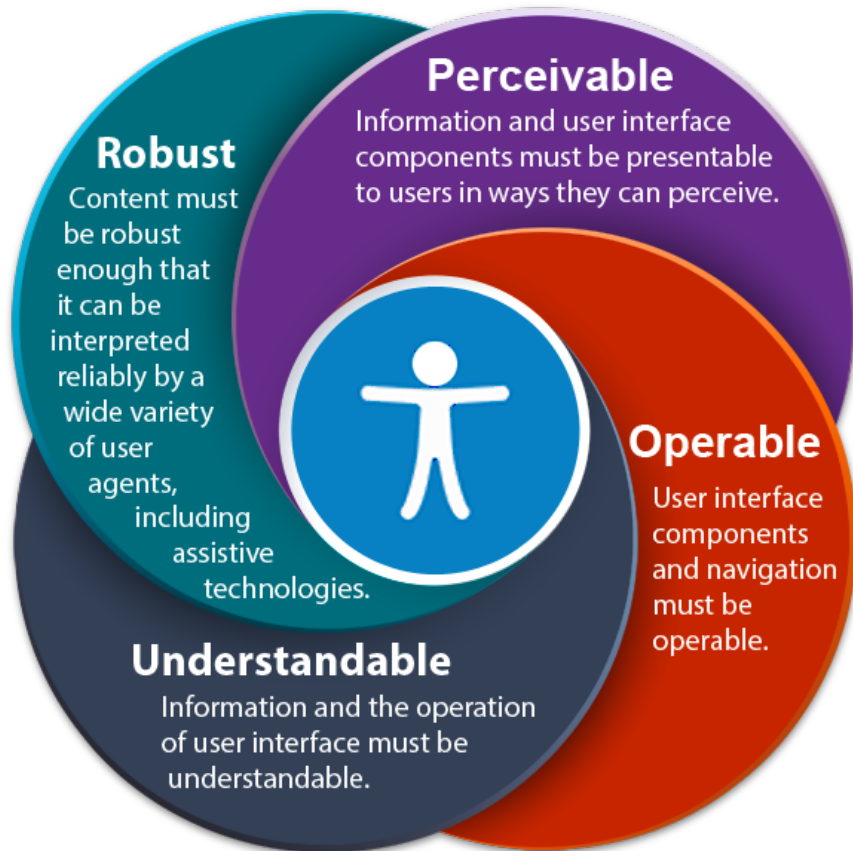 Perceivable
Information and user interface
components must be presentable
to users in ways they can perceive.
Operable
User interface
components
and navigation
must be
operable.
Understandable
Information and the operation
of user interface must be
understandable.
Robust
Content must
be robust
enough that
it can be
interpreted
reliably by a
wide variety
of user
agents,
including
assistive
technologies.